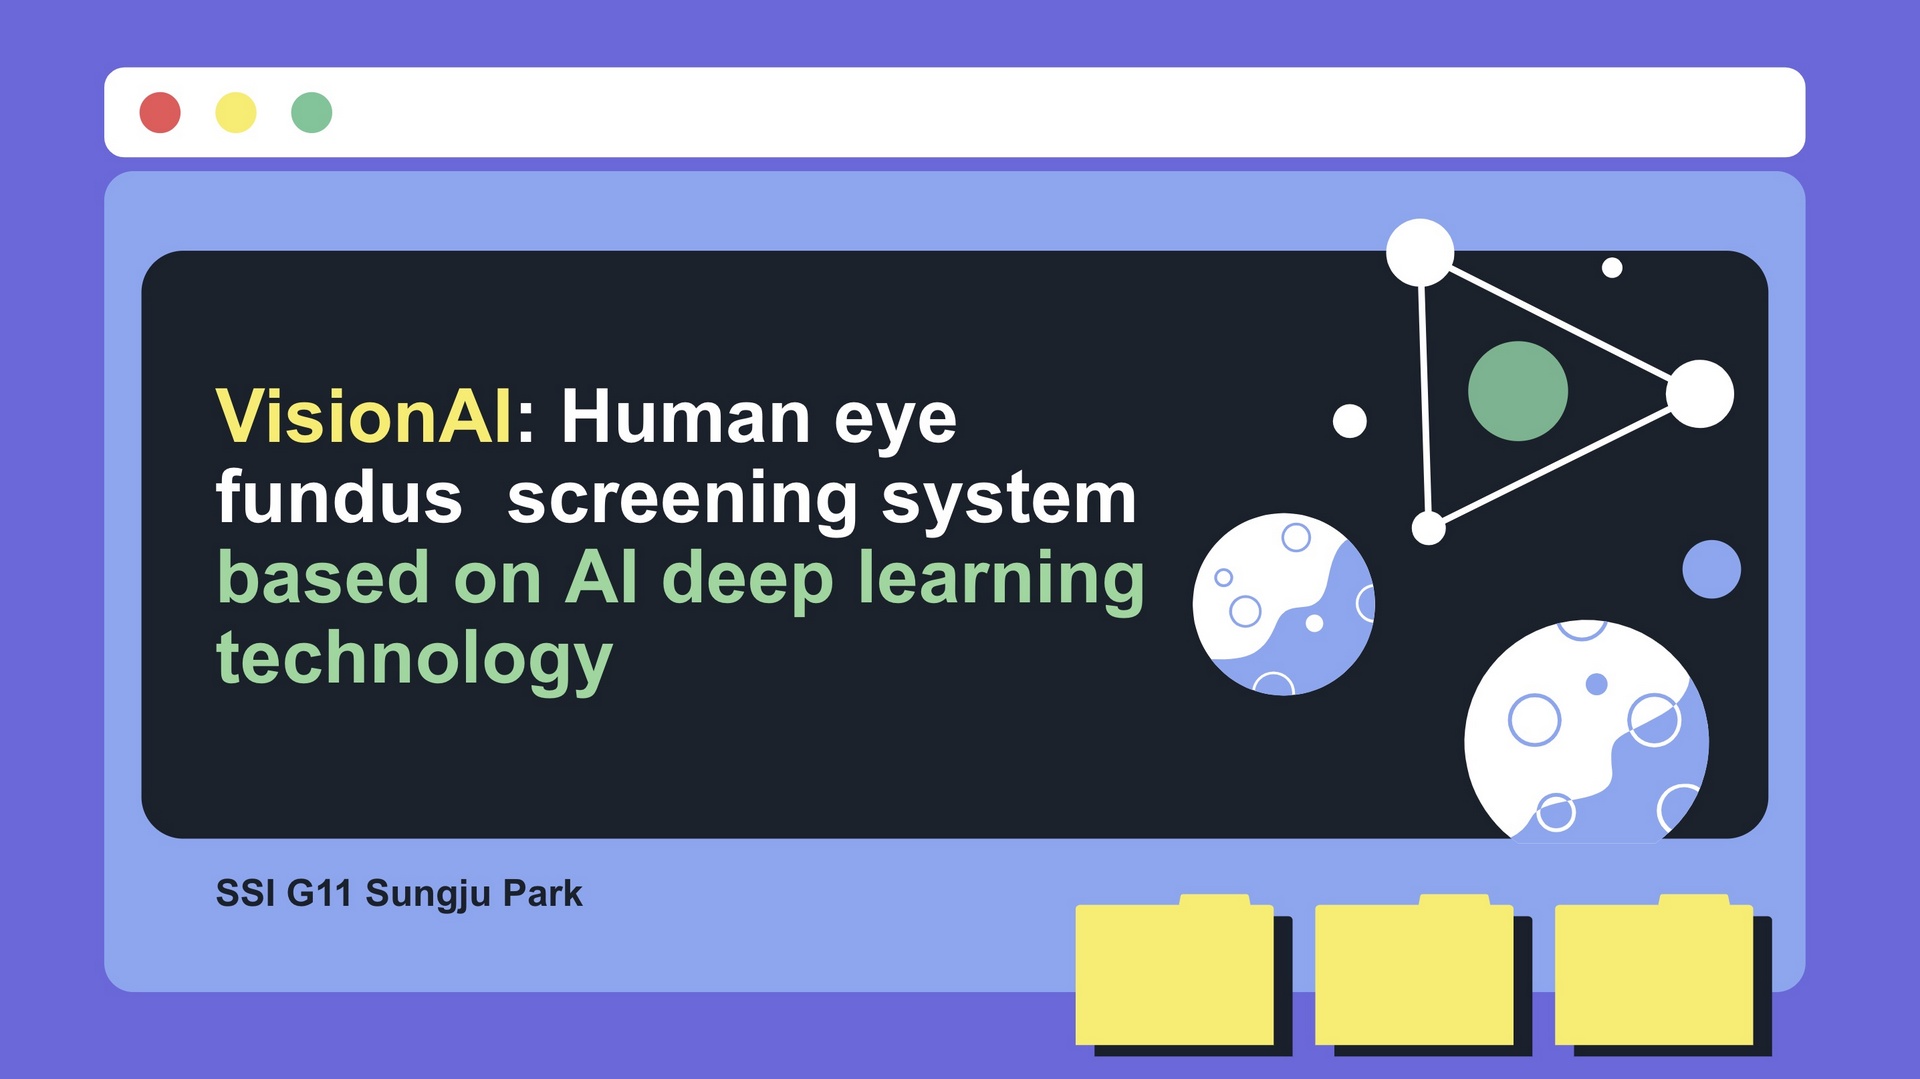 VisionAI: Human eye
fundus  screening system
based on AI deep learning
technology
SSI G11 Sungju Park